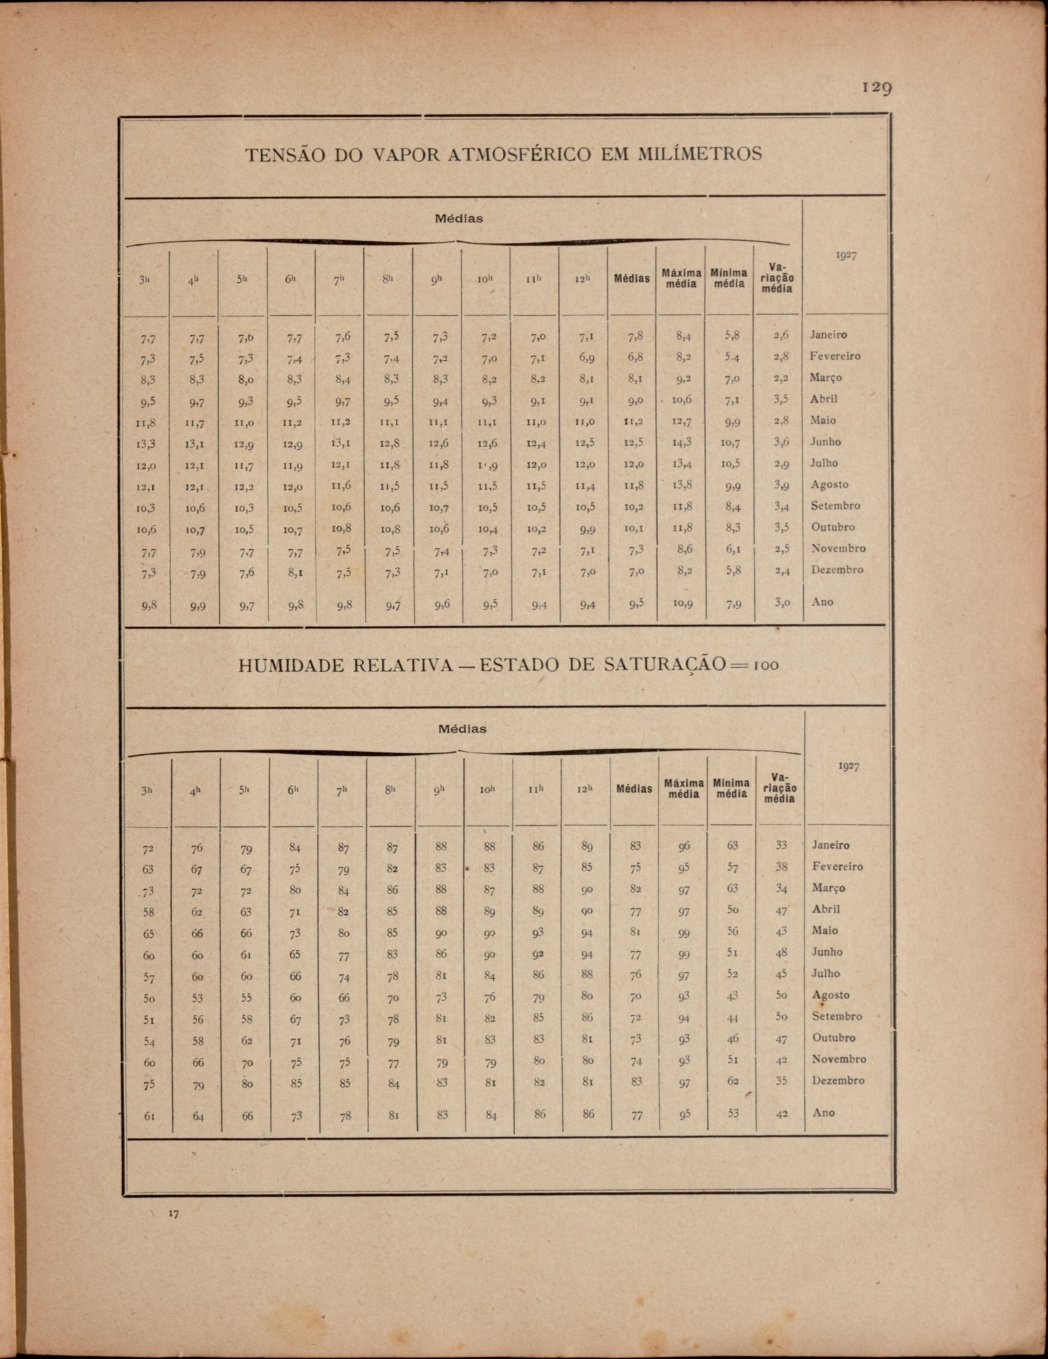 129
TENSÃO DO VAPOR ATMOSFÉRICO EM MILÍMETROS
Médias
3h 4h 5h 6h 7h 8h 9h 10h 11h 12h Médias Máxima média Mínima média Variação média 1927
7,7 7,7 7,6 7,7 7,6 7,5 7,3 7,2 7,0 7,1 7,8 8,4 5,8 2,6 Janeiro
7,3 7,5 7,3 7,4 7,3 7,4 7,2 7,0 7,1 6,9 6,8 8,2 5.4 2,8 Fevereiro
8,3 8,3 8,0 8,3 8,4 8,3 8,3 8,2 8.2 8,1 8,1 9,2 7,0 2,2 Março
9,5 9,7 9,3 9,5 9,7 9,5 9,4 9,3 9,1 9,1 9,0 10,6 7,1 3,5 Abril
11,8 11,7 11,0 11,2 11,2 11,1 11,1 11,1 11,0 11,0 11,2 12,7 9,9 2,8 Maio
13,3 13,1 12,9 12,9 13,1 12,8 12,6 12,6 12,4 12,5 12,5 14,3 10,7 3,6 Junho
12,0 12,1 11,7 11,9 12,1 11,8 11,8 11,9 12,0 12,0 12,0 13,4 10,5 2,9 Julho
12,1 12,1 12,2 12,0 11,6 11,5 11,5 11,5 11,5 11,4 11,8 13,8 9,9 3,9 Agosto
10,3 10,6 10,3 10,5 10,6 10,6 10,7 10,5 10,5 10,5 10,2 11,8 8,4 3,4 Setembro
10,6 10,7 10,5 10,7 10,8 10,8 10,6 10,4 10,2 9,9 10,1 11,8 8,3 3,5 Outubro
7,7 7,9 7,7 7,7 7,5 7,5 7,4 7,3 7,2 7,1 7,3 8,6 6,1 2,5 Novembro
7,3 7,9 7,6 8,1 7,5 7,3 7,1 7,0 7,1 7,0 7,0 8,2 5,8 2,4 Dezembro
9,8 9,9 9,7 9,8 9,8 9,7 9,6 9,5 9,4 9,4 9,5 10,9 7,9 3,0 Ano
HUMIDADE RELATIVA — ESTADO DE SATURAÇÃO = 100
Médias
3h 4h 5h 6h 7h 8h 9h 10h 11h 12h Médias Máxima média Mínima média Variação média 1927
72 76 79 84 87 87 88 88 86 89 83 96 63 33 Janeiro
63 67 67 75 79 82 83 83 87 85 75 95 57 38 Fevereiro
73 72 72 80 84 86 88 87 88 90 82 97 63 34 Março
58 62 63 71 82 85 88 89 89 90 77 97 50 47 Abril
65 66 66 73 80 85 90 90 93 94 81 99 56 43 Maio
60 60 61 65 77 83 86 90 92 94 77 99 51 48 Junho
57 60 60 66 74 78 81 84 86 88 76 97 52 45 Julho
50 53 55 60 66 70 73 76 79 80 70 93 43 50 Agosto
51 56 58 67 73 78 81 82 85 86 72 94 44 50 Setembro
54 58 62 71 76 79 81 83 83 81 73 93 46 47 Outubro
60 66 70 75 75 77 79 79 80 80 74 93 51 42 Novembro
75 79 80 85 85 84 83 81 82 81 83 97 62 35 Dezembro
61 64 66 73 78 81 83 84 86 86 77 95 53 42 Ano
17